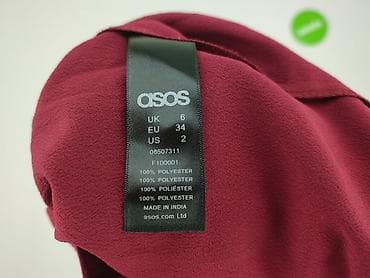 asos
UK 6
EU 34
US 2
08507311
F100001
100% POLYESTER
100% POLYESTER
100% POLIÉSTER
100% POLYESTER
MADE IN INDIA
asos.com Ltd